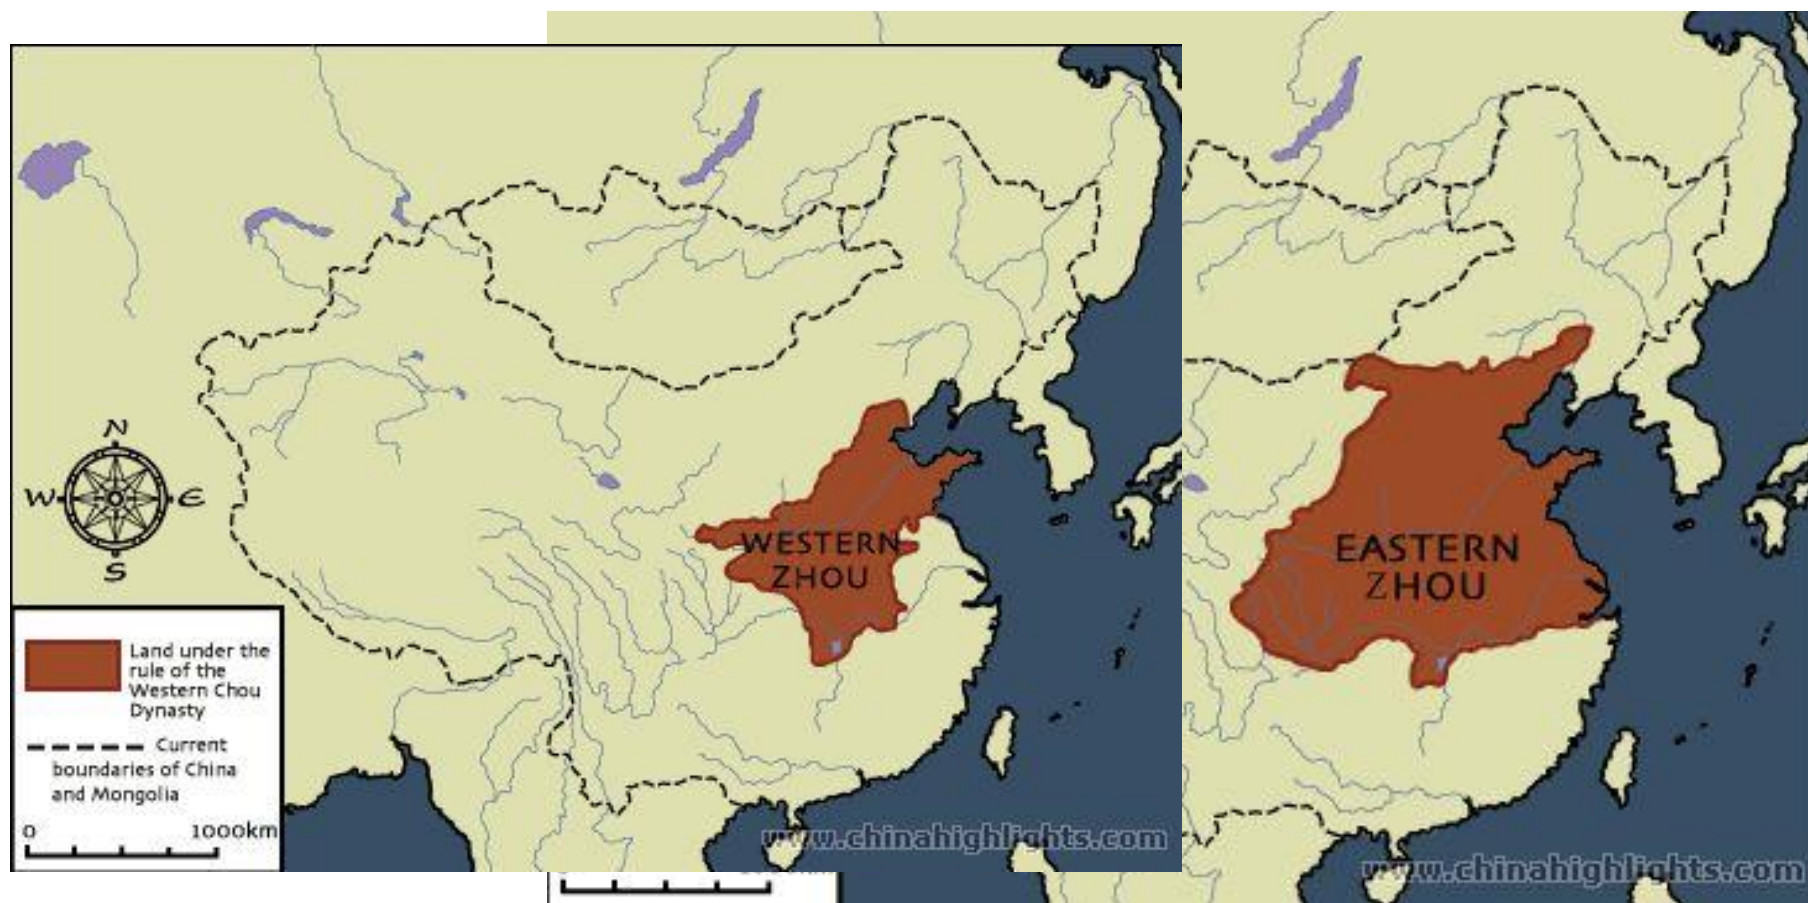 N
W
E
S
WESTERN
ZHOU
Land under the
rule of the
Western Chou
Dynasty
Current
boundaries of China
and Mongolia
0
1000km
www.chinahighlights.com
EASTERN
ZHOU
www.chinahighlights.com